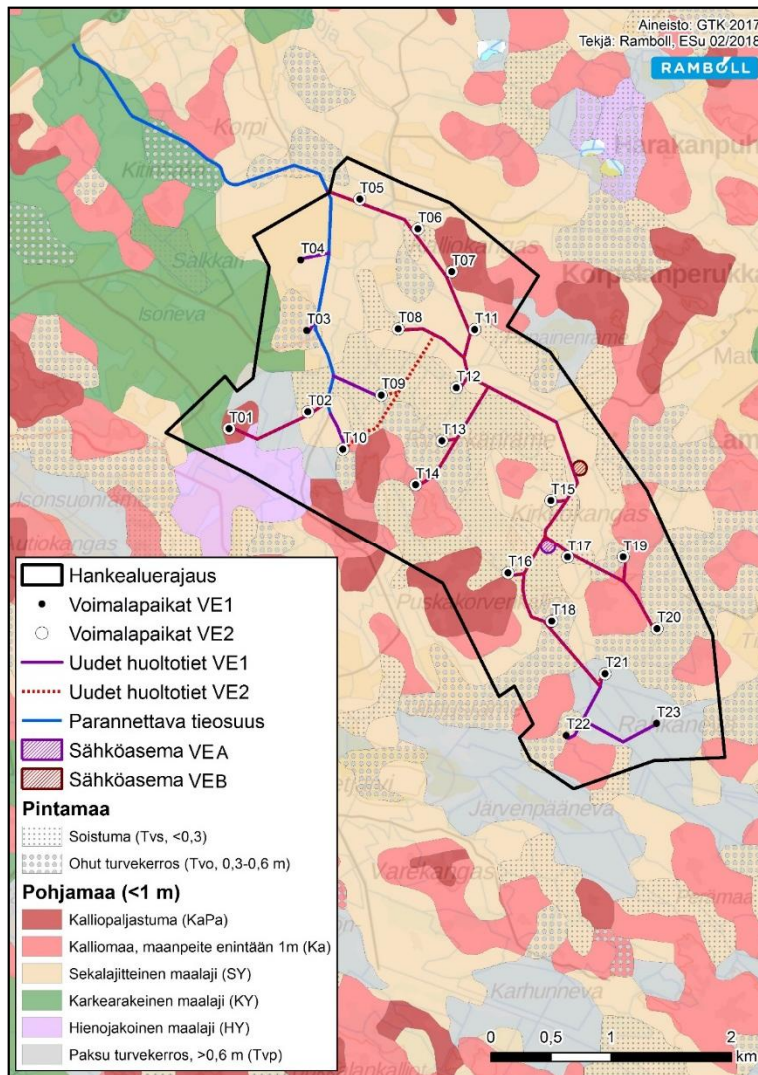 Aineisto: GTK 2017
Tekjä: Ramboll, ESu 02/2018
RAMBOLL
Korpi
Harakanpuh
T05
T06
T04
T07
Korpelanperukka
Salkkari
Isoneva
T03
T08
T11
T12
T09
T02
T01
T10
T13
T14
Isonsuonräme
T15
Autiokangas
Kirkkokangas
T17
T19
T16
T18
T20
T21
T22
T23
Järvenpääneva
Varekangas
Perämaa
Karhunneva
Hankealuerajaus
Voimalapaikat VE1
Voimalapaikat VE2
Uudet huoltotiet VE1
Uudet huoltotiet VE2
Parannettava tieosuus
Sähköasema VEA
Sähköasema VEB
Pintamaa
Soistuma (Tvs, <0,3)
Ohut turvekerros (Tvo, 0,3-0,6 m)
Pohjamaa (<1 m)
Kalliopaljastuma (KaPa)
Kalliomaa, maanpeite enintään 1m (Ka)
Sekalajitteinen maalaji (SY)
Karkearakeinen maalaji (KY)
Hienojakoinen maalaji (HY)
Paksu turvekerros, >0,6 m (Tvp)
0 0,5 1 2
km